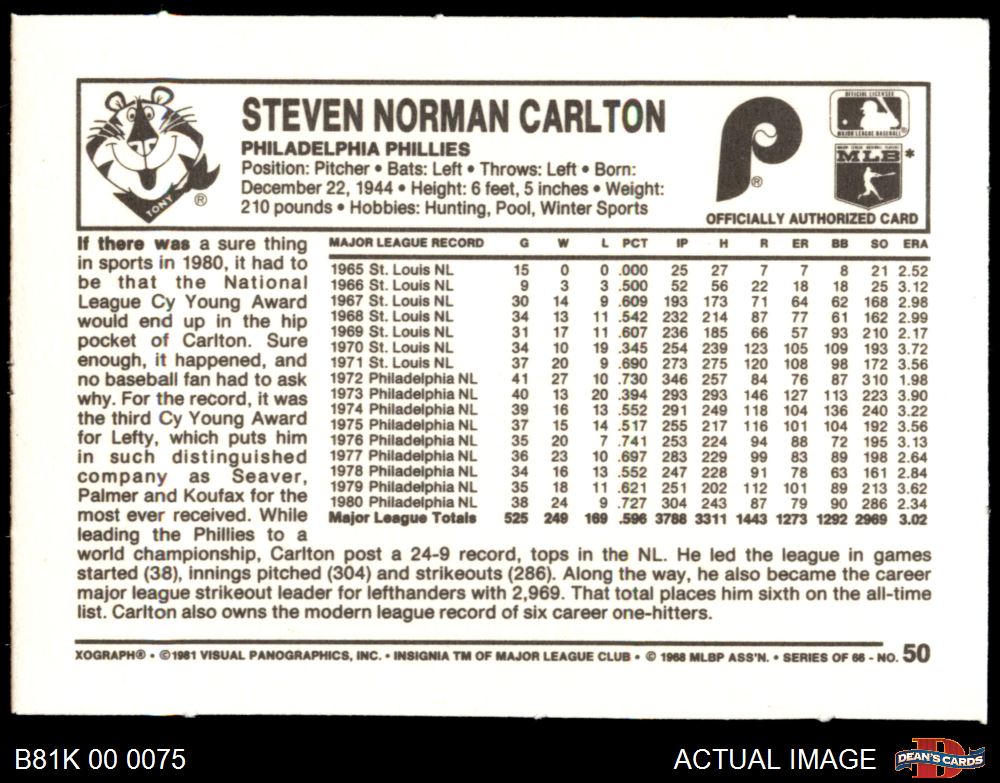 STEVEN NORMAN CARLTON
PHILADELPHIA PHILLIES
Position: Pitcher • Bats: Left • Throws: Left • Born:
December 22, 1944 • Height: 6 feet, 5 inches • Weight:
210 pounds • Hobbies: Hunting, Pool, Winter Sports
TONY ®
P ®
OFFICIAL LICENSEE
MAJOR LEAGUE BASEBALL ®
MLB *
OFFICIALLY AUTHORIZED CARD
If there was a sure thing
in sports in 1980, it had to
be that the National
League Cy Young Award
would end up in the hip
pocket of Carlton. Sure
enough, it happened, and
no baseball fan had to ask
why. For the record, it was
the third Cy Young Award
for Lefty, which puts him
in such distinguished
company as Seaver,
Palmer and Koufax for the
most ever received. While
leading the Phillies to a
world championship, Carlton post a 24-9 record, tops in the NL. He led the league in games
started (38), innings pitched (304) and strikeouts (286). Along the way, he also became the career
major league strikeout leader for lefthanders with 2,969. That total places him sixth on the all-time
list. Carlton also owns the modern league record of six career one-hitters.
MAJOR LEAGUE RECORD G W L PCT IP H R ER BB SO ERA
1965 St. Louis NL 15 0 0 .000 25 27 7 7 8 21 2.52
1966 St. Louis NL 9 3 3 .500 52 56 22 18 18 25 3.12
1967 St. Louis NL 30 14 9 .609 193 173 71 64 62 168 2.98
1968 St. Louis NL 34 13 11 .542 232 214 87 77 61 162 2.99
1969 St. Louis NL 31 17 11 .607 236 185 66 57 93 210 2.17
1970 St. Louis NL 34 10 19 .345 254 239 123 105 109 193 3.72
1971 St. Louis NL 37 20 9 .690 273 275 120 108 98 172 3.56
1972 Philadelphia NL 41 27 10 .730 346 257 84 76 87 310 1.98
1973 Philadelphia NL 40 13 20 .394 293 293 146 127 113 223 3.90
1974 Philadelphia NL 39 16 13 .552 291 249 118 104 136 240 3.22
1975 Philadelphia NL 37 15 14 .517 255 217 116 101 104 192 3.56
1976 Philadelphia NL 35 20 7 .741 253 224 94 88 72 195 3.13
1977 Philadelphia NL 36 23 10 .697 283 229 99 83 89 198 2.64
1978 Philadelphia NL 34 16 13 .552 247 228 91 78 63 161 2.84
1979 Philadelphia NL 35 18 11 .621 251 202 112 101 89 213 3.62
1980 Philadelphia NL 38 24 9 .727 304 243 87 79 90 286 2.34
Major League Totals 525 249 169 .596 3788 3311 1443 1273 1292 2969 3.02
XOGRAPH® • ©1981 VISUAL PANOGRAPHICS, INC. • INSIGNIA TM OF MAJOR LEAGUE CLUB • © 1968 MLBP ASS'N. • SERIES OF 66 - NO. 50
B81K 00 0075
ACTUAL IMAGE
DEAN'S CARDS